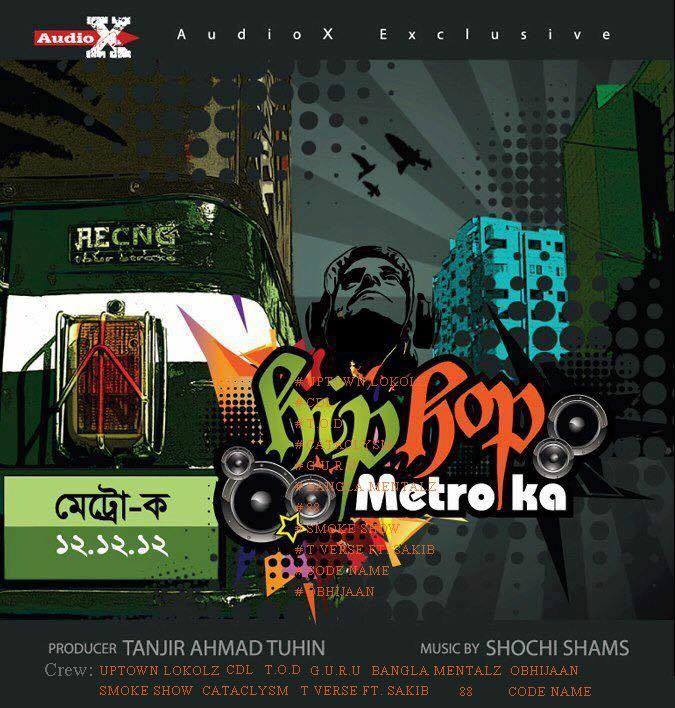 Audio X
AudioX Exclusive
RECNG
# UPTOWN LOKOLZ
# CDL
# T.O.D
# CATACLYSM
# G.U.R.U
# BANGLA MENTALZ
# 88
# SMOKE SHOW
# T VERSE FT. SAKIB
# CODE NAME
# OBHIJAAN
hip hop
Metro ka
মেট্রো-ক
১২.১২.১২
PRODUCER TANJIR AHMAD TUHIN
MUSIC BY SHOCHI SHAMS
Crew: UPTOWN LOKOLZ CDL T.O.D G.U.R.U BANGLA MENTALZ OBHIJAAN
SMOKE SHOW CATACLYSM T VERSE FT. SAKIB 88 CODE NAME